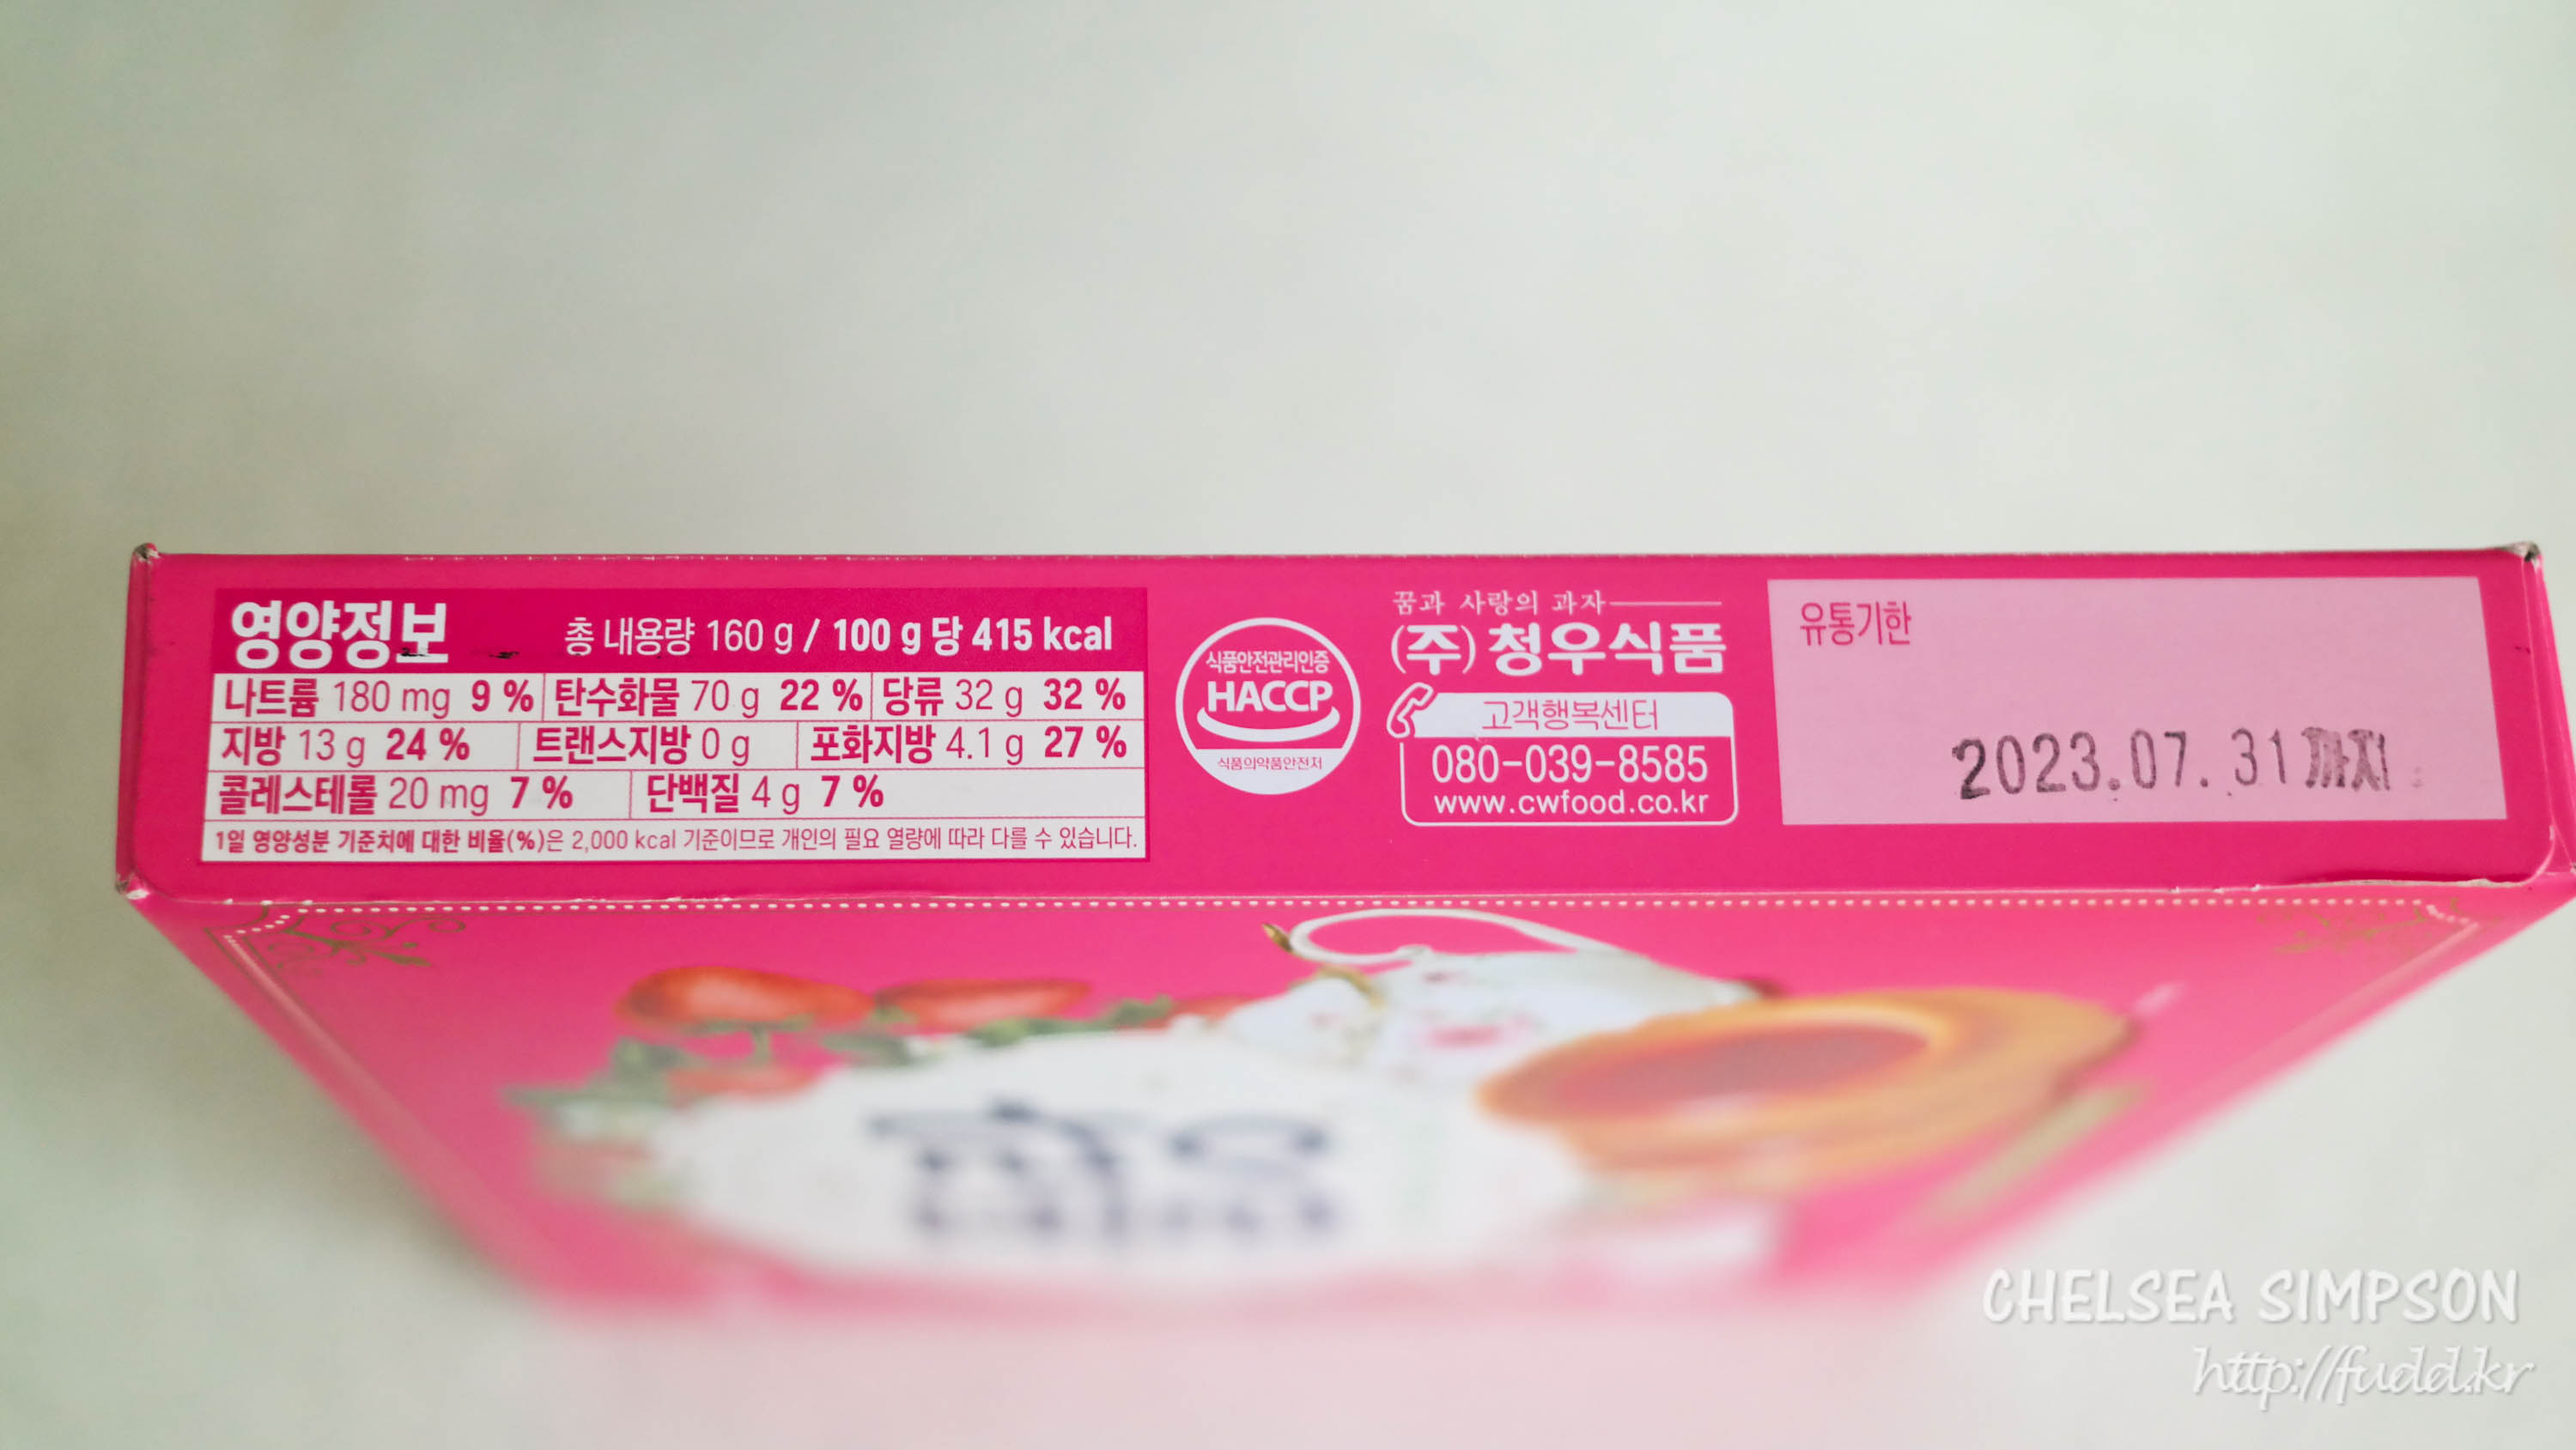 영양정보 총 내용량 160 g / 100 g 당 415 kcal
나트륨 180 mg 9 % 탄수화물 70 g 22 % 당류 32 g 32 %
지방 13 g 24 % 트랜스지방 0 g 포화지방 4.1 g 27 %
콜레스테롤 20 mg 7 % 단백질 4 g 7 %
1일 영양성분 기준치에 대한 비율(%)은 2,000 kcal 기준이므로 개인의 필요 열량에 따라 다를 수 있습니다.
식품안전관리인증
HACCP
식품의약품안전처
꿈과 사랑의 과자
(주)청우식품
고객행복센터
080-039-8585
www.cwfood.co.kr
유통기한
2023.07.31까지
CHELSEA SIMPSON
http://fudd.kr